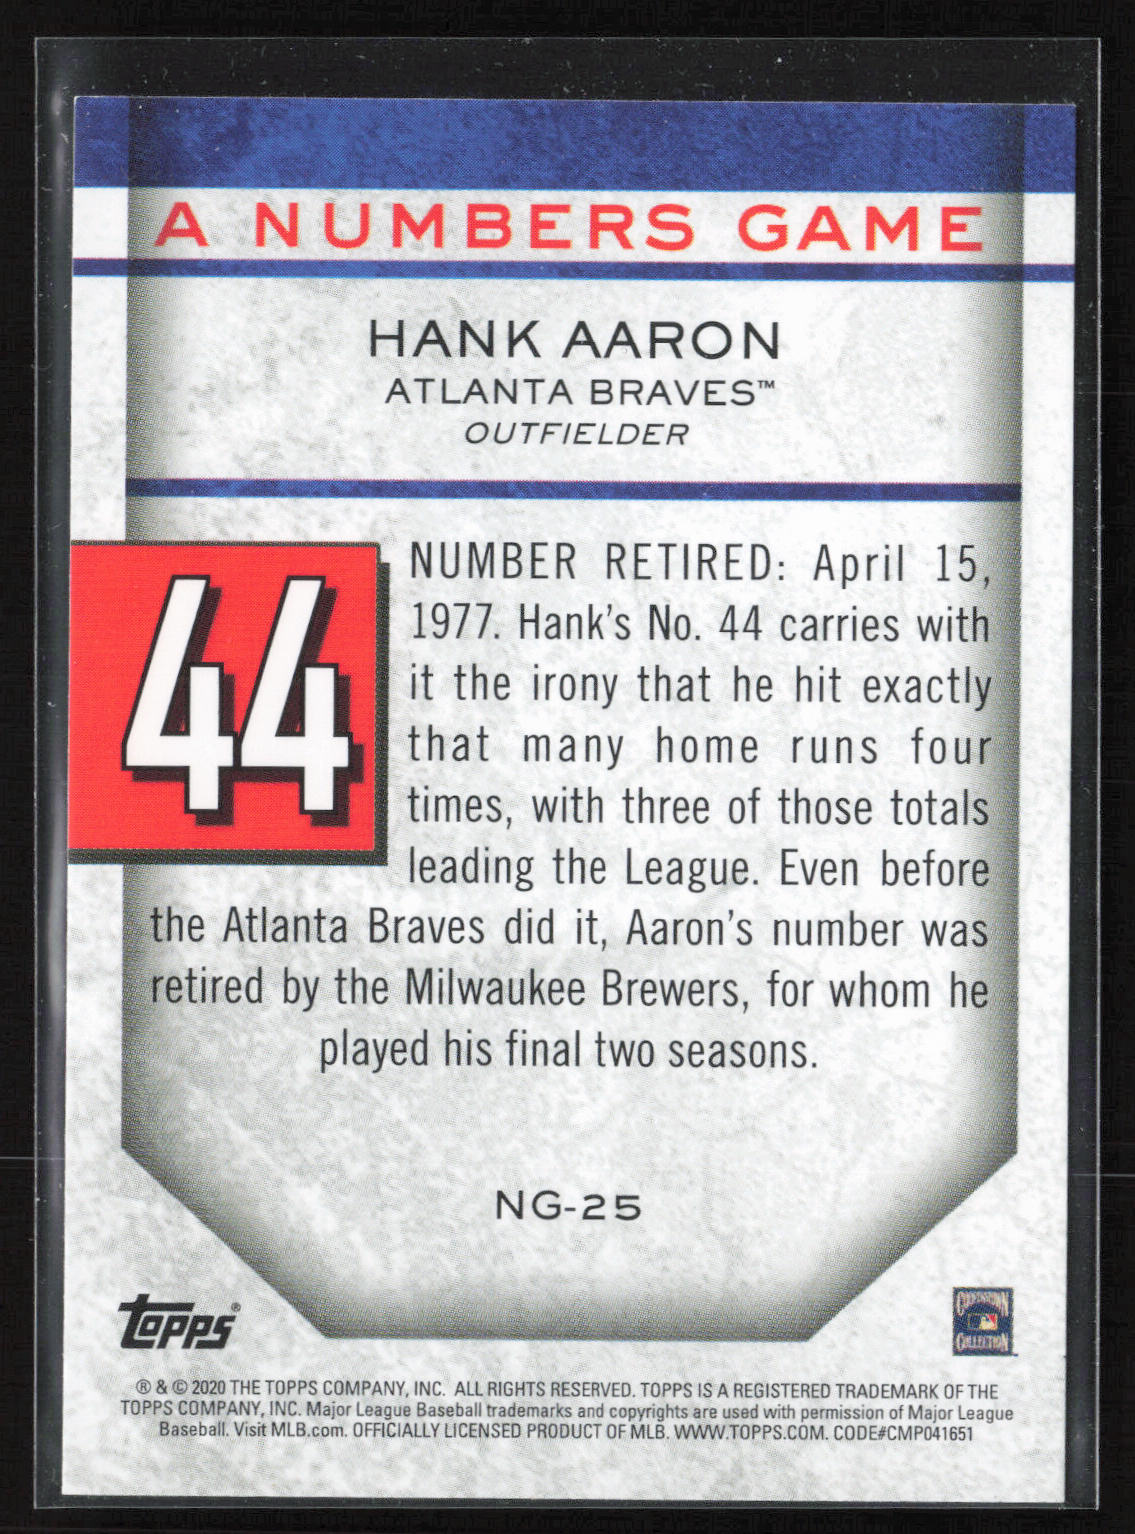 A NUMBERS GAME
HANK AARON
ATLANTA BRAVES™
OUTFIELDER
44
NUMBER RETIRED: April 15,
1977. Hank's No. 44 carries with
it the irony that he hit exactly
that many home runs four
times, with three of those totals
leading the League. Even before
the Atlanta Braves did it, Aaron's number was
retired by the Milwaukee Brewers, for whom he
played his final two seasons.
NG-25
Topps®
COOPERSTOWN
COLLECTION™
® & © 2020 THE TOPPS COMPANY, INC. ALL RIGHTS RESERVED. TOPPS IS A REGISTERED TRADEMARK OF THE
TOPPS COMPANY, INC. Major League Baseball trademarks and copyrights are used with permission of Major League
Baseball. Visit MLB.com. OFFICIALLY LICENSED PRODUCT OF MLB. WWW.TOPPS.COM. CODE#CMP041651